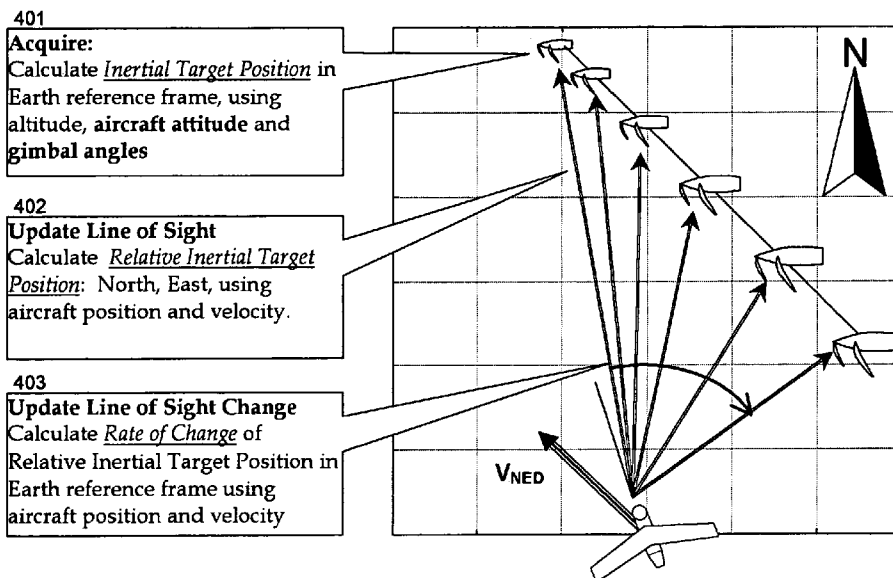 401
Acquire:
Calculate Inertial Target Position in
Earth reference frame, using
altitude, aircraft attitude and
gimbal angles
402
Update Line of Sight
Calculate Relative Inertial Target
Position: North, East, using
aircraft position and velocity.
403
Update Line of Sight Change
Calculate Rate of Change of
Relative Inertial Target Position in
Earth reference frame using
aircraft position and velocity
N
VNED